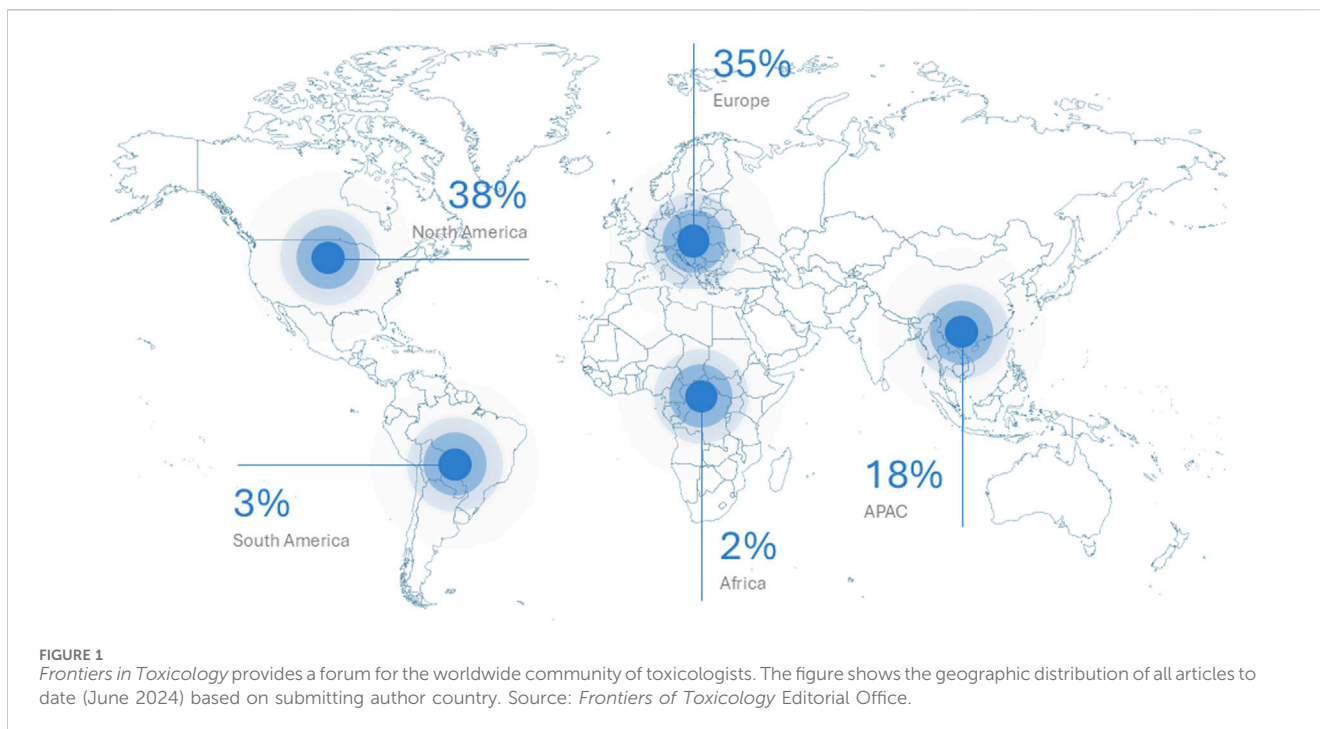 35%
Europe
38%
North America
3%
South America
18%
APAC
2%
Africa
FIGURE 1
Frontiers in Toxicology provides a forum for the worldwide community of toxicologists. The figure shows the geographic distribution of all articles to
date (June 2024) based on submitting author country. Source: Frontiers of Toxicology Editorial Office.